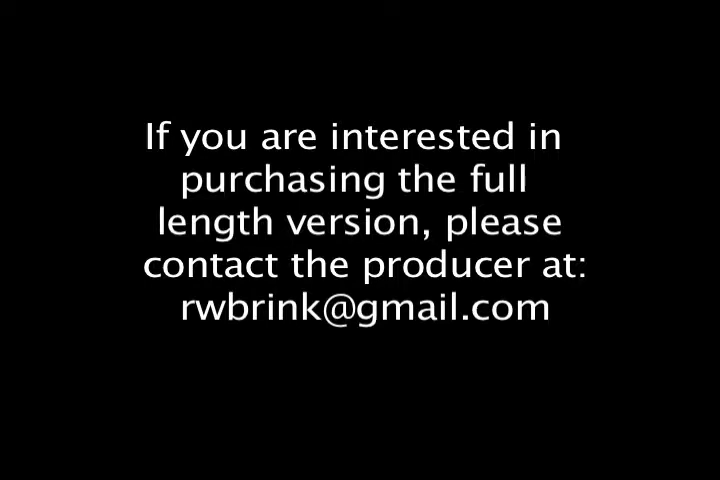 If you are interested in
purchasing the full
length version, please
contact the producer at:
rwbrink@gmail.com